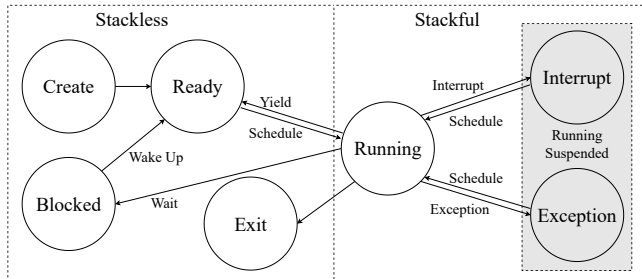 Stackless
Stackful
Create
Ready
Yield
Schedule
Interrupt
Schedule
Interrupt
Running
Running
Suspended
Wake Up
Blocked
Wait
Exit
Schedule
Exception
Exception